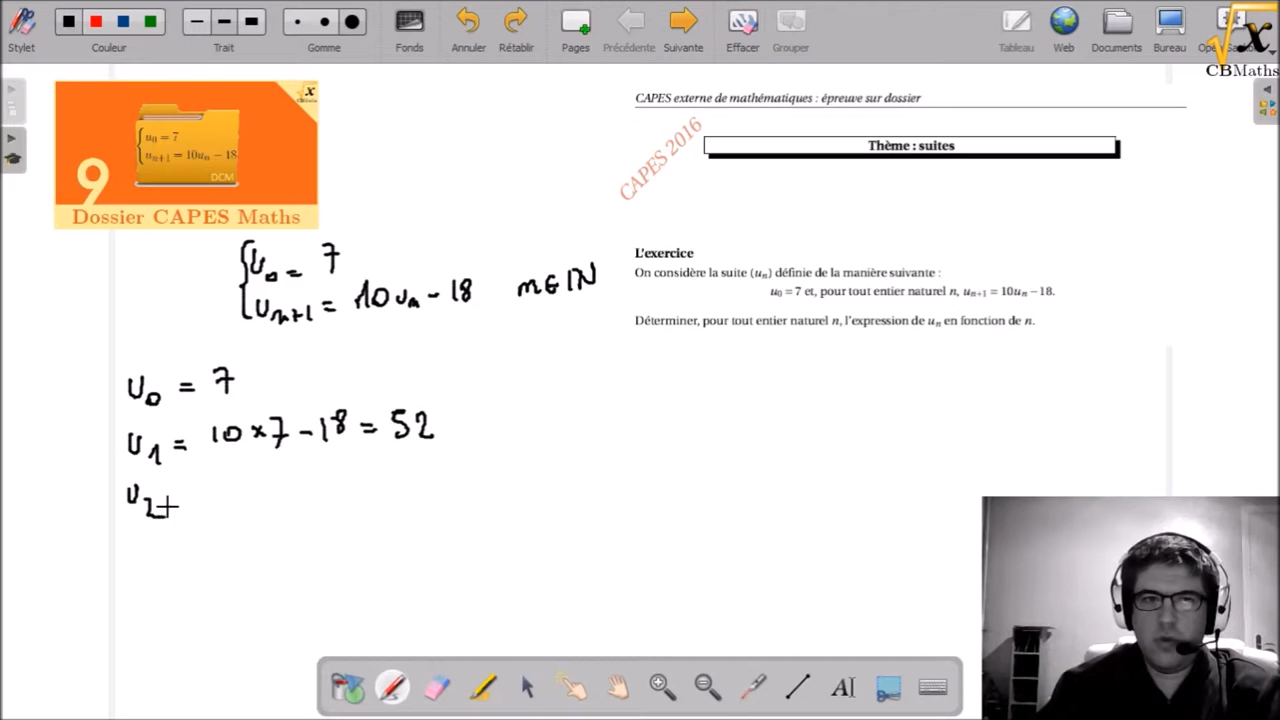 Stylet Couleur Trait Gomme Fonds Annuler Rétablir Pages Précédente Suivante Effacer Grouper Tableau Web Documents Bureau
x
CBMaths
u₀ = 7
uₙ₊₁ = 10uₙ − 18
DCM
9
Dossier CAPES Maths
CAPES externe de mathématiques : épreuve sur dossier
CAPES 2016
Thème : suites
L'exercice
On considère la suite (uₙ) définie de la manière suivante :
u₀ = 7 et, pour tout entier naturel n, uₙ₊₁ = 10uₙ − 18.
Déterminer, pour tout entier naturel n, l'expression de uₙ en fonction de n.
U₀ = 7
Uₙ₊₁ = 10Uₙ − 18 n ∈ ℕ
U₀ = 7
U₁ = 10 × 7 − 18 = 52
U₂
AI